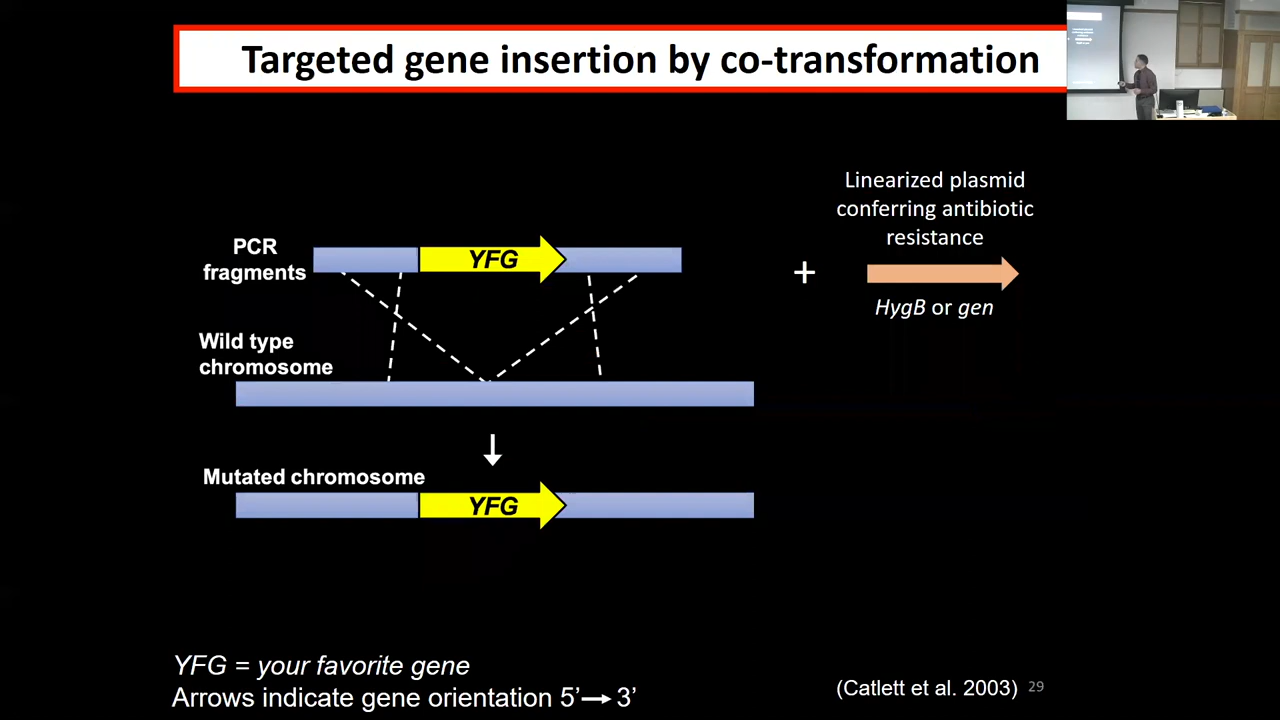 Targeted gene insertion by co-transformation
Linearized plasmid
conferring antibiotic
resistance
PCR
fragments
YFG
+
HygB or gen
Wild type
chromosome
Mutated chromosome
YFG
YFG = your favorite gene
Arrows indicate gene orientation 5’→3’
(Catlett et al. 2003)
29